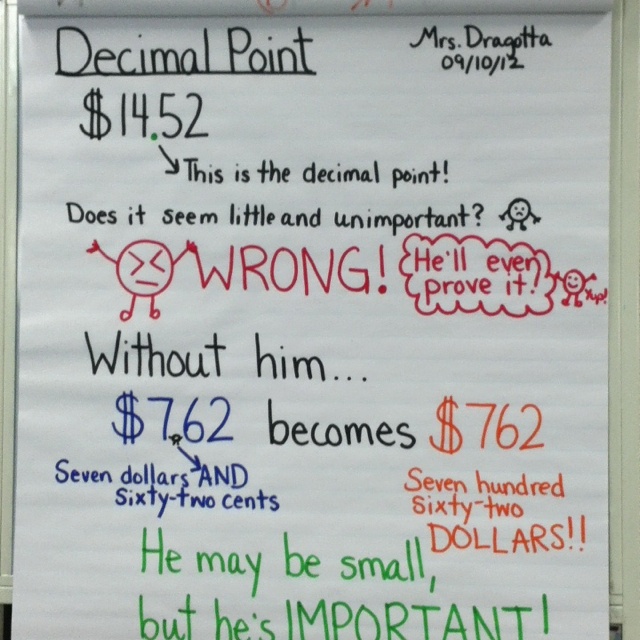 Decimal Point
Mrs. Dragotta
09/10/12
$14.52
This is the decimal point!
Does it seem little and unimportant?
WRONG!
He'll even
prove it!
Yup!
Without him...
$7.62 becomes $762
Seven dollars AND
sixty-two cents
Seven hundred
sixty-two
DOLLARS!!
He may be small,
but he's IMPORTANT!